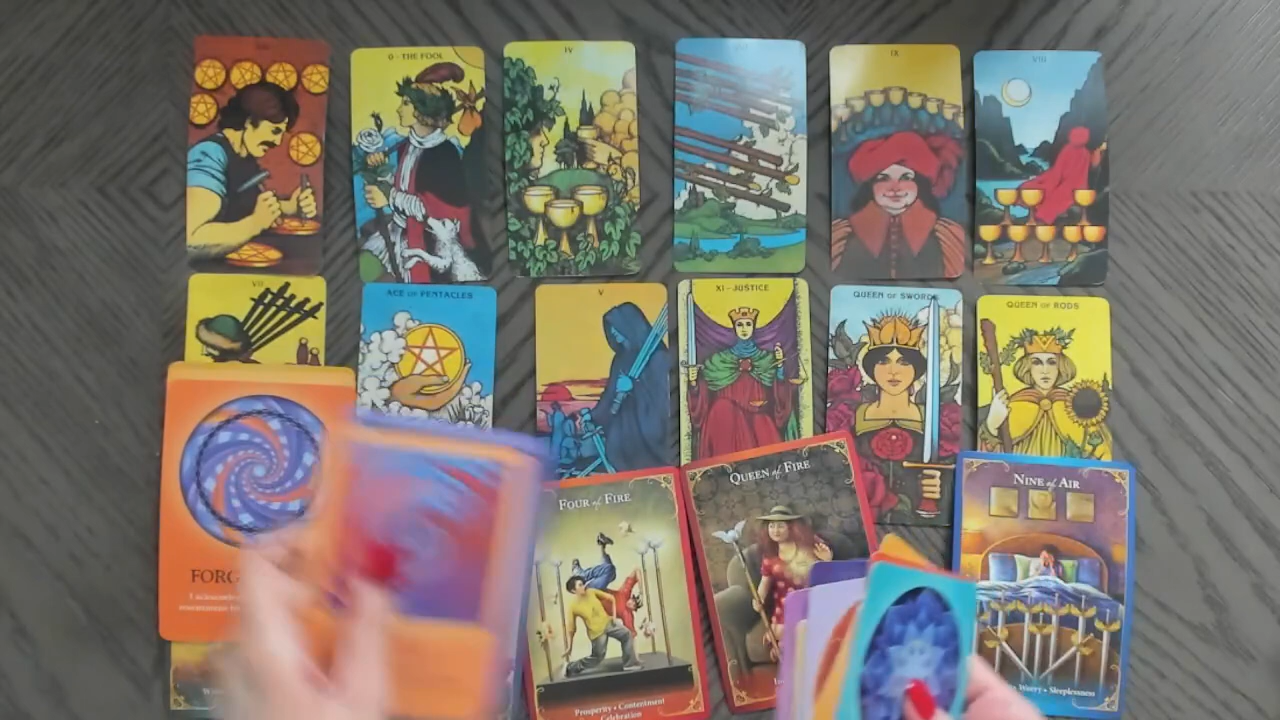 0 - THE FOOL
IV
IX
VIII
VII
ACE OF PENTACLES
V
XI - JUSTICE
QUEEN OF SWORDS
QUEEN OF RODS
FOUR of FIRE
QUEEN of FIRE
NINE of AIR
FORG
Worry • Sleeplessness
Prosperity • Contentment
Celebration